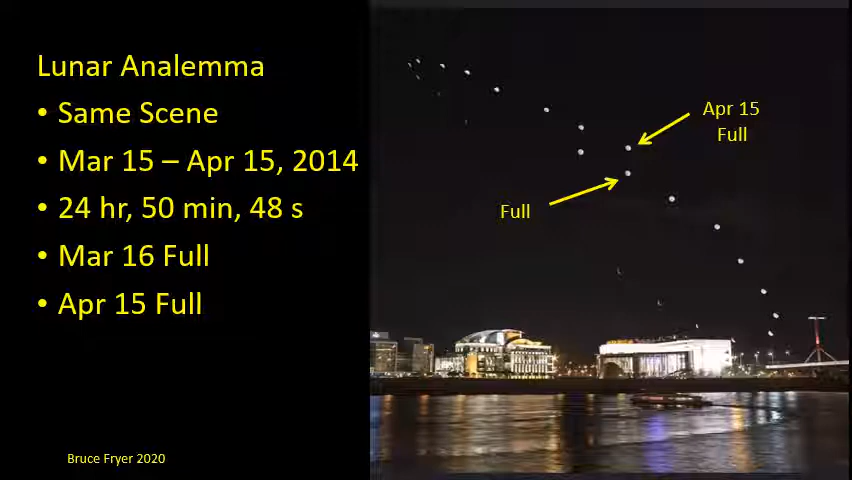 Lunar Analemma
• Same Scene
• Mar 15 – Apr 15, 2014
• 24 hr, 50 min, 48 s
• Mar 16 Full
• Apr 15 Full
Apr 15
Full
Full
Bruce Fryer 2020